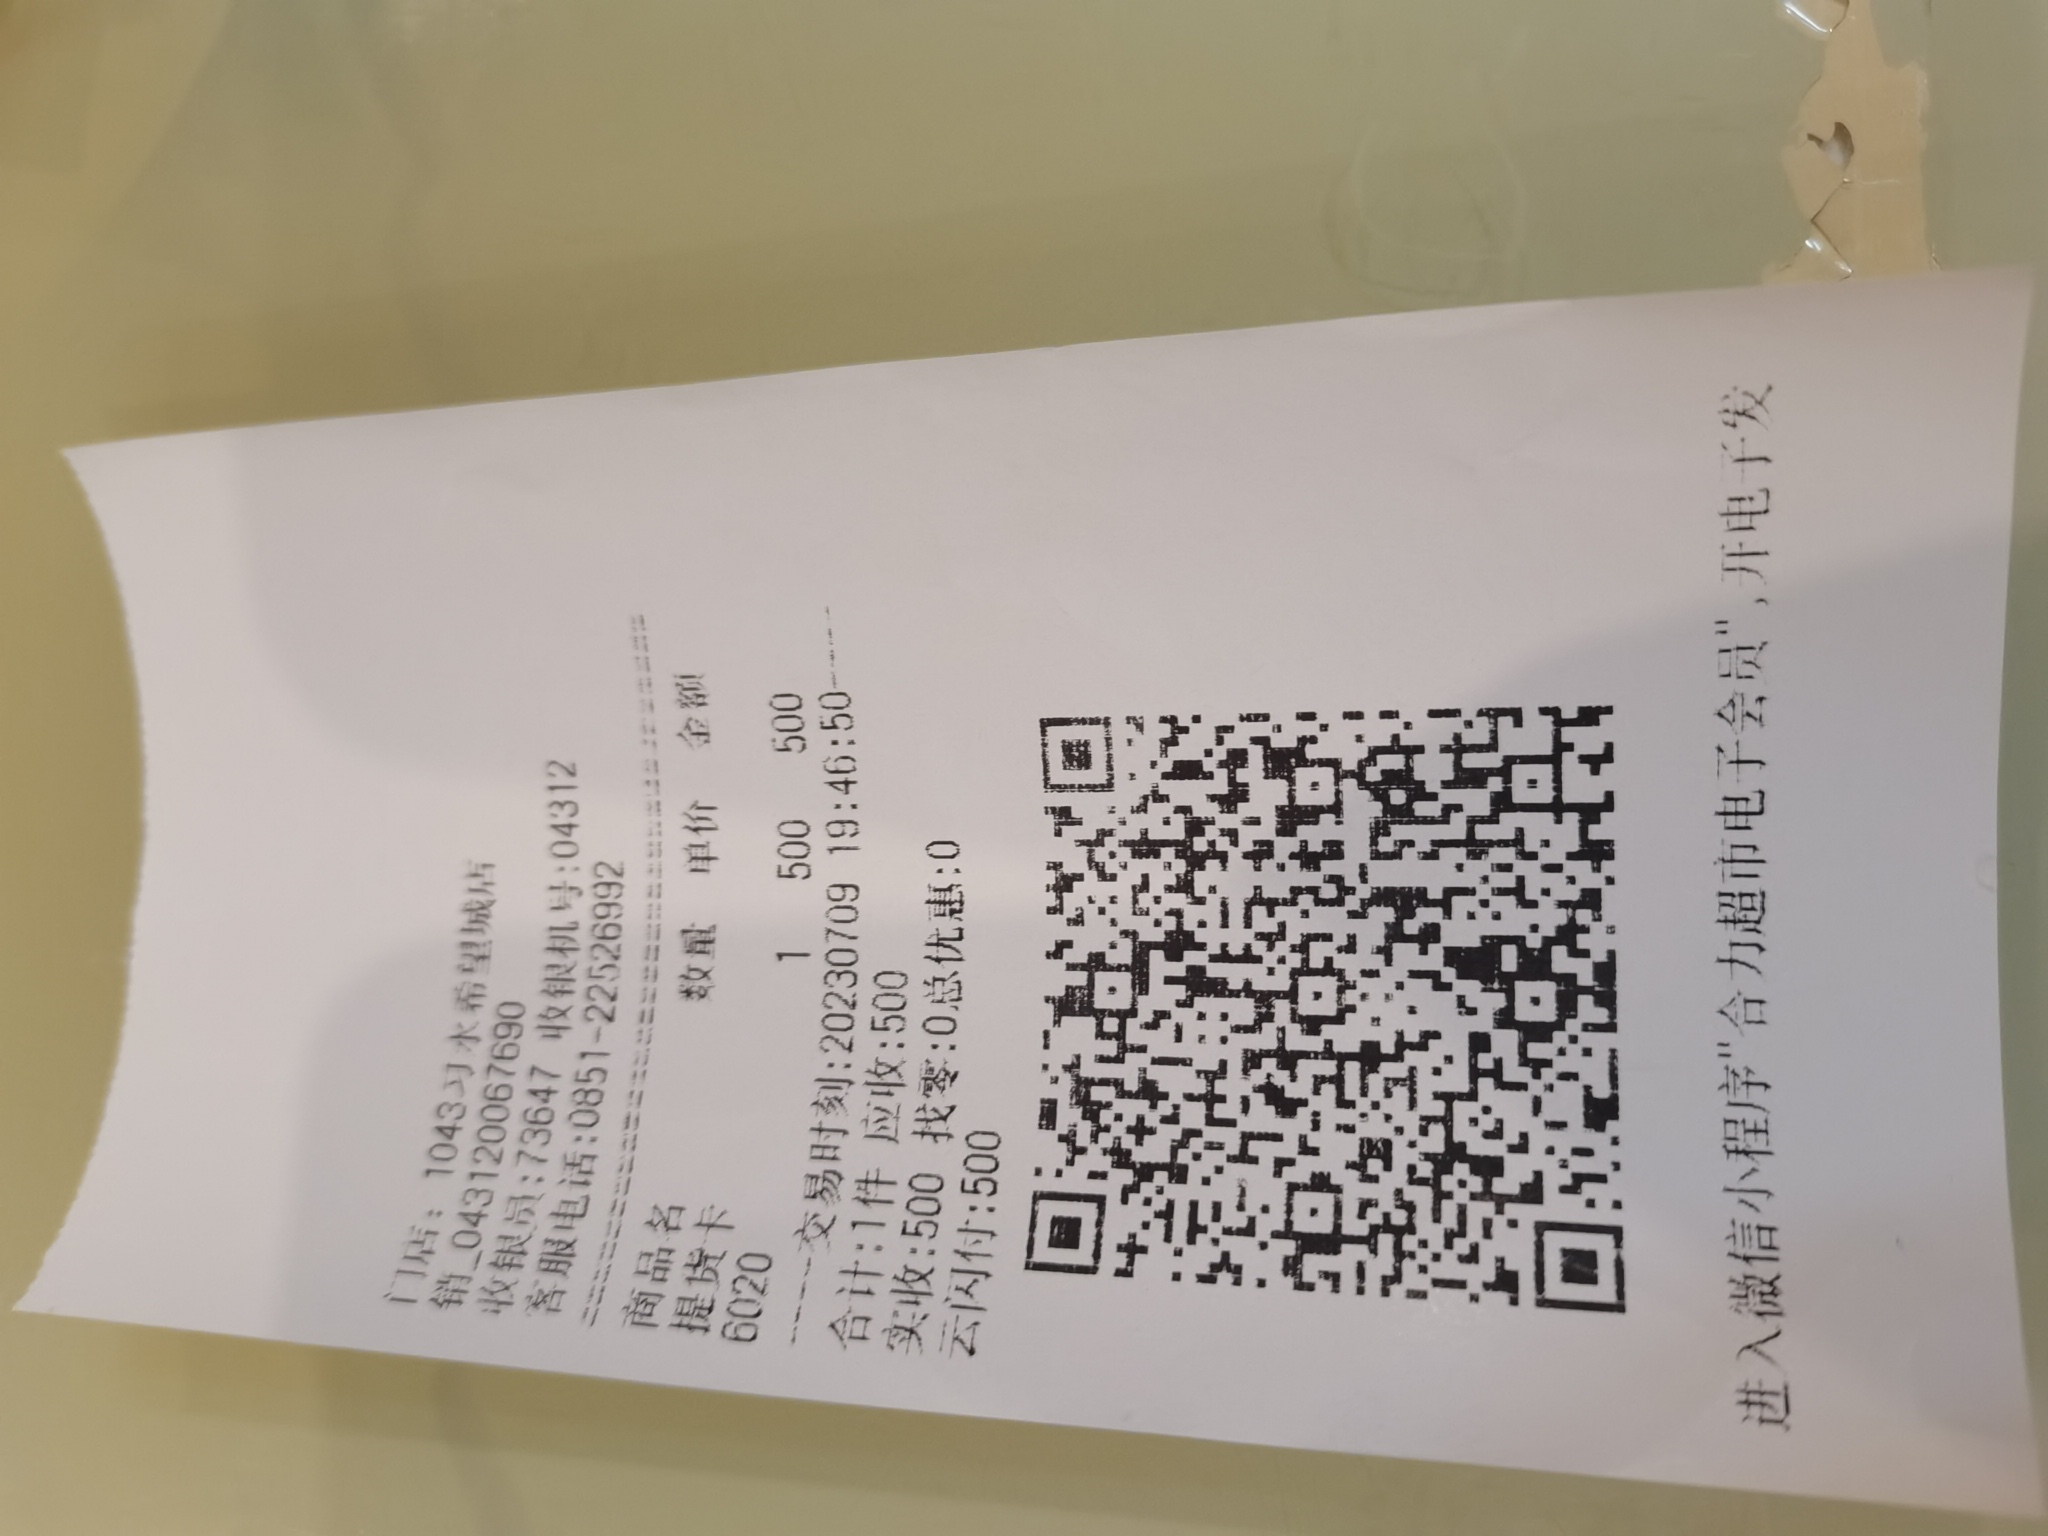 门店: 1043习水希望城店
销_043120067690
收银员:73647 收银机号:04312
客服电话:0851-22526992
商品名 数量 单价 金额
提货卡
6020 1 500 500
-----交易时刻:20230709 19:46:50-----
合计:1件 应收:500
实收:500 找零:0总优惠:0
云闪付:500
进入微信小程序"合力超市电子会员",开电子发